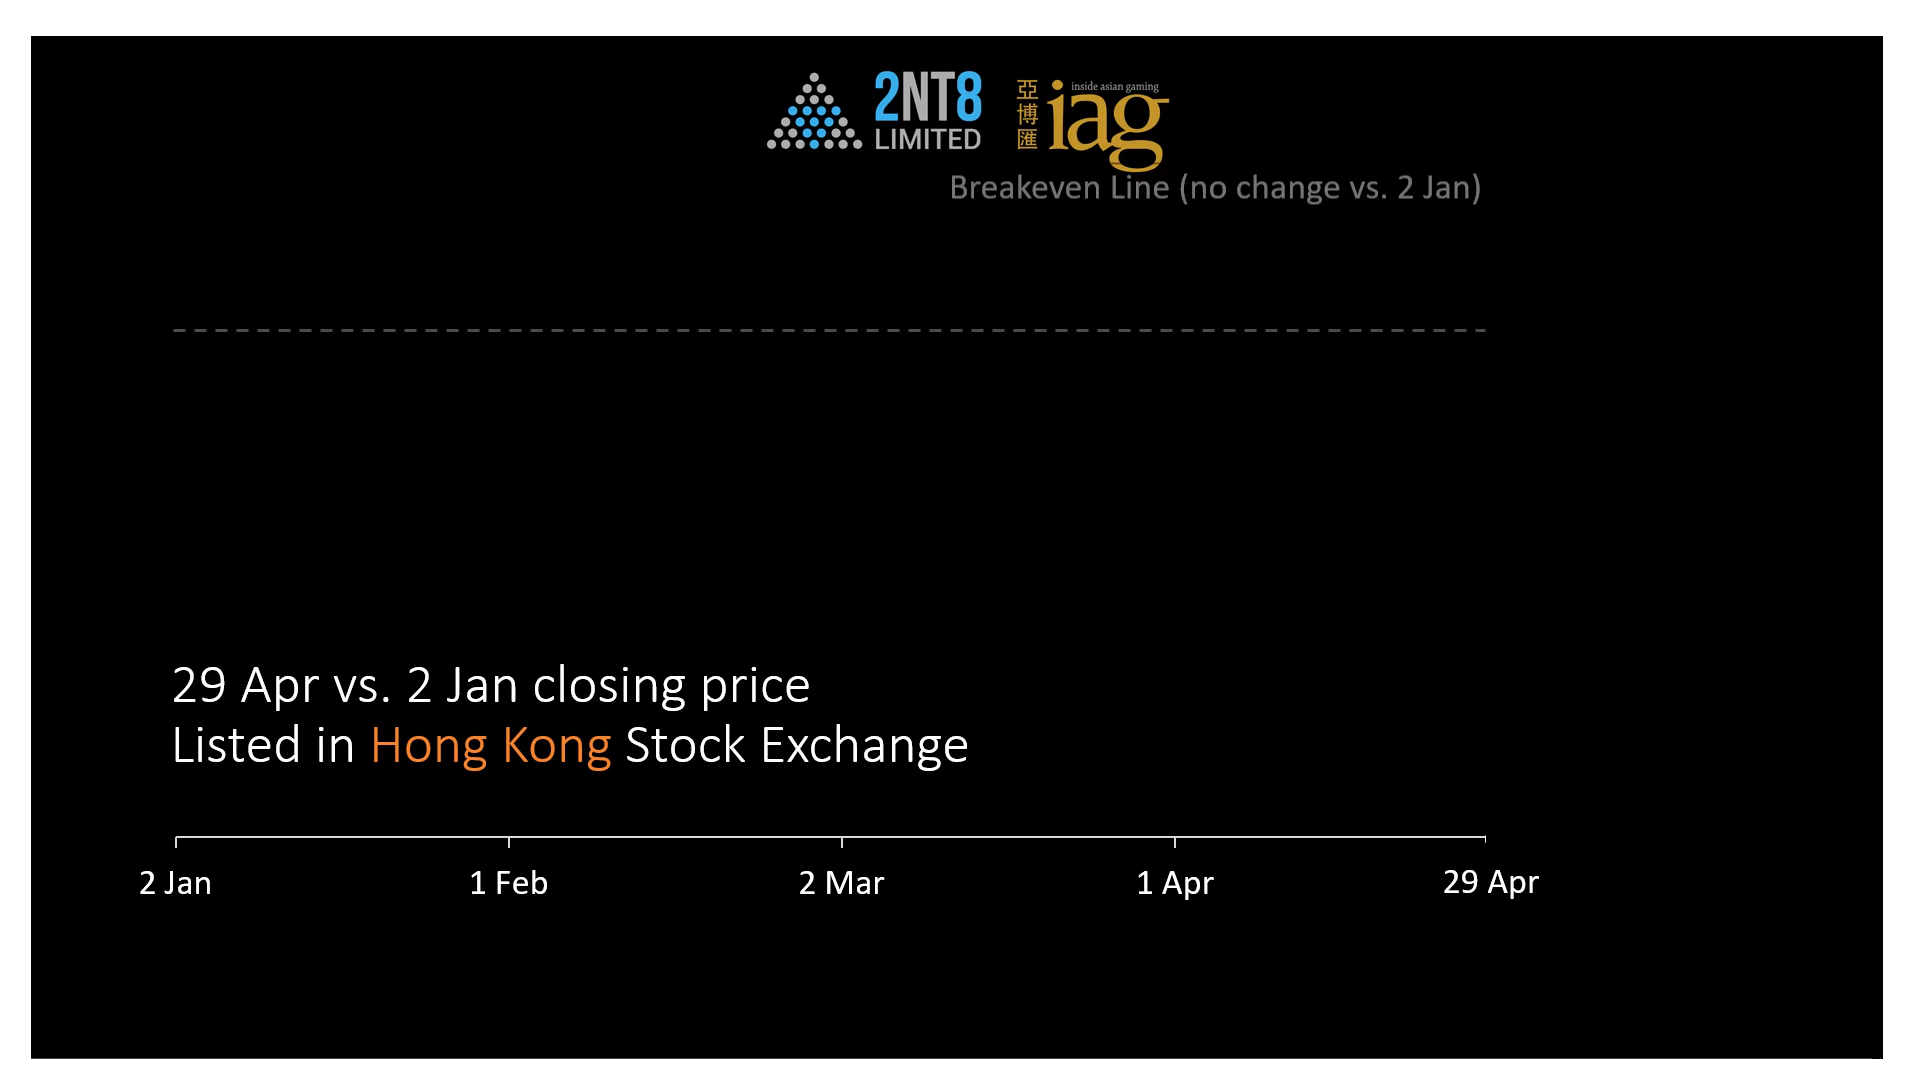 2NT8
LIMITED
亞博匯
inside asian gaming
iag
Breakeven Line (no change vs. 2 Jan)
29 Apr vs. 2 Jan closing price
Listed in Hong Kong Stock Exchange
2 Jan 1 Feb 2 Mar 1 Apr 29 Apr